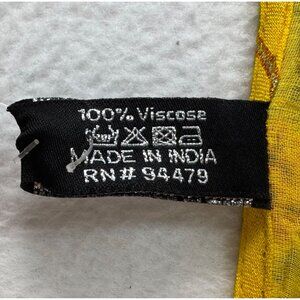 100% Viscose
MADE IN INDIA
RN# 94479